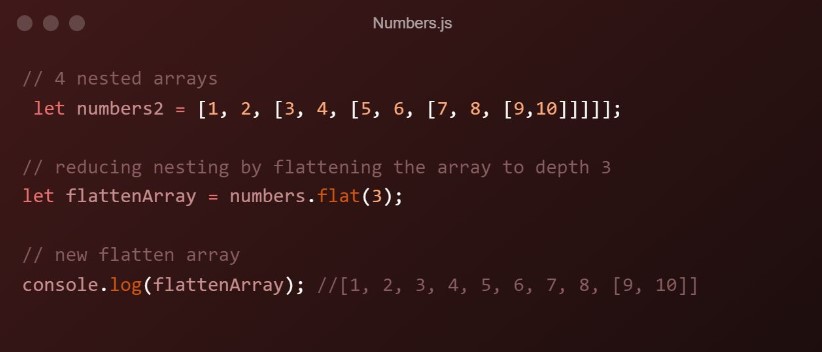 Numbers.js
// 4 nested arrays
let numbers2 = [1, 2, [3, 4, [5, 6, [7, 8, [9,10]]]]];
// reducing nesting by flattening the array to depth 3
let flattenArray = numbers.flat(3);
// new flatten array
console.log(flattenArray); //[1, 2, 3, 4, 5, 6, 7, 8, [9, 10]]